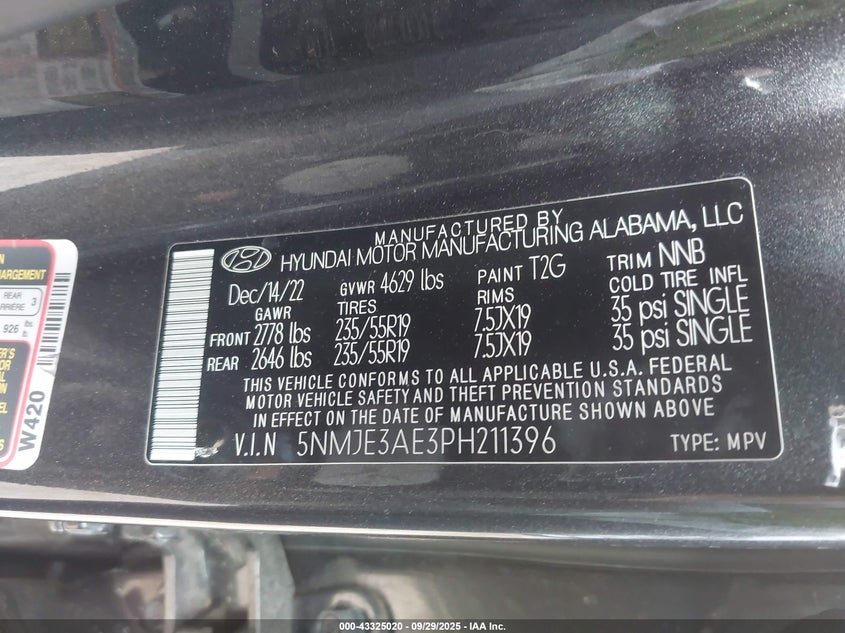 MANUFACTURED BY
HYUNDAI MOTOR MANUFACTURING ALABAMA, LLC
Dec/14/22 GVWR 4629 lbs PAINT T2G TRIM NNB
GAWR TIRES RIMS COLD TIRE INFL
FRONT 2778 lbs 235/55R19 7.5JX19 35 psi SINGLE
REAR 2646 lbs 235/55R19 7.5JX19 35 psi SINGLE
THIS VEHICLE CONFORMS TO ALL APPLICABLE U.S.A. FEDERAL
MOTOR VEHICLE SAFETY AND THEFT PREVENTION STANDARDS
IN EFFECT ON THE DATE OF MANUFACTURE SHOWN ABOVE
V.I.N 5NMJE3AE3PH211396 TYPE: MPV
REAR 3
926 lbs
W420
000-43325020 | 09/29/2025 - IAA Inc.